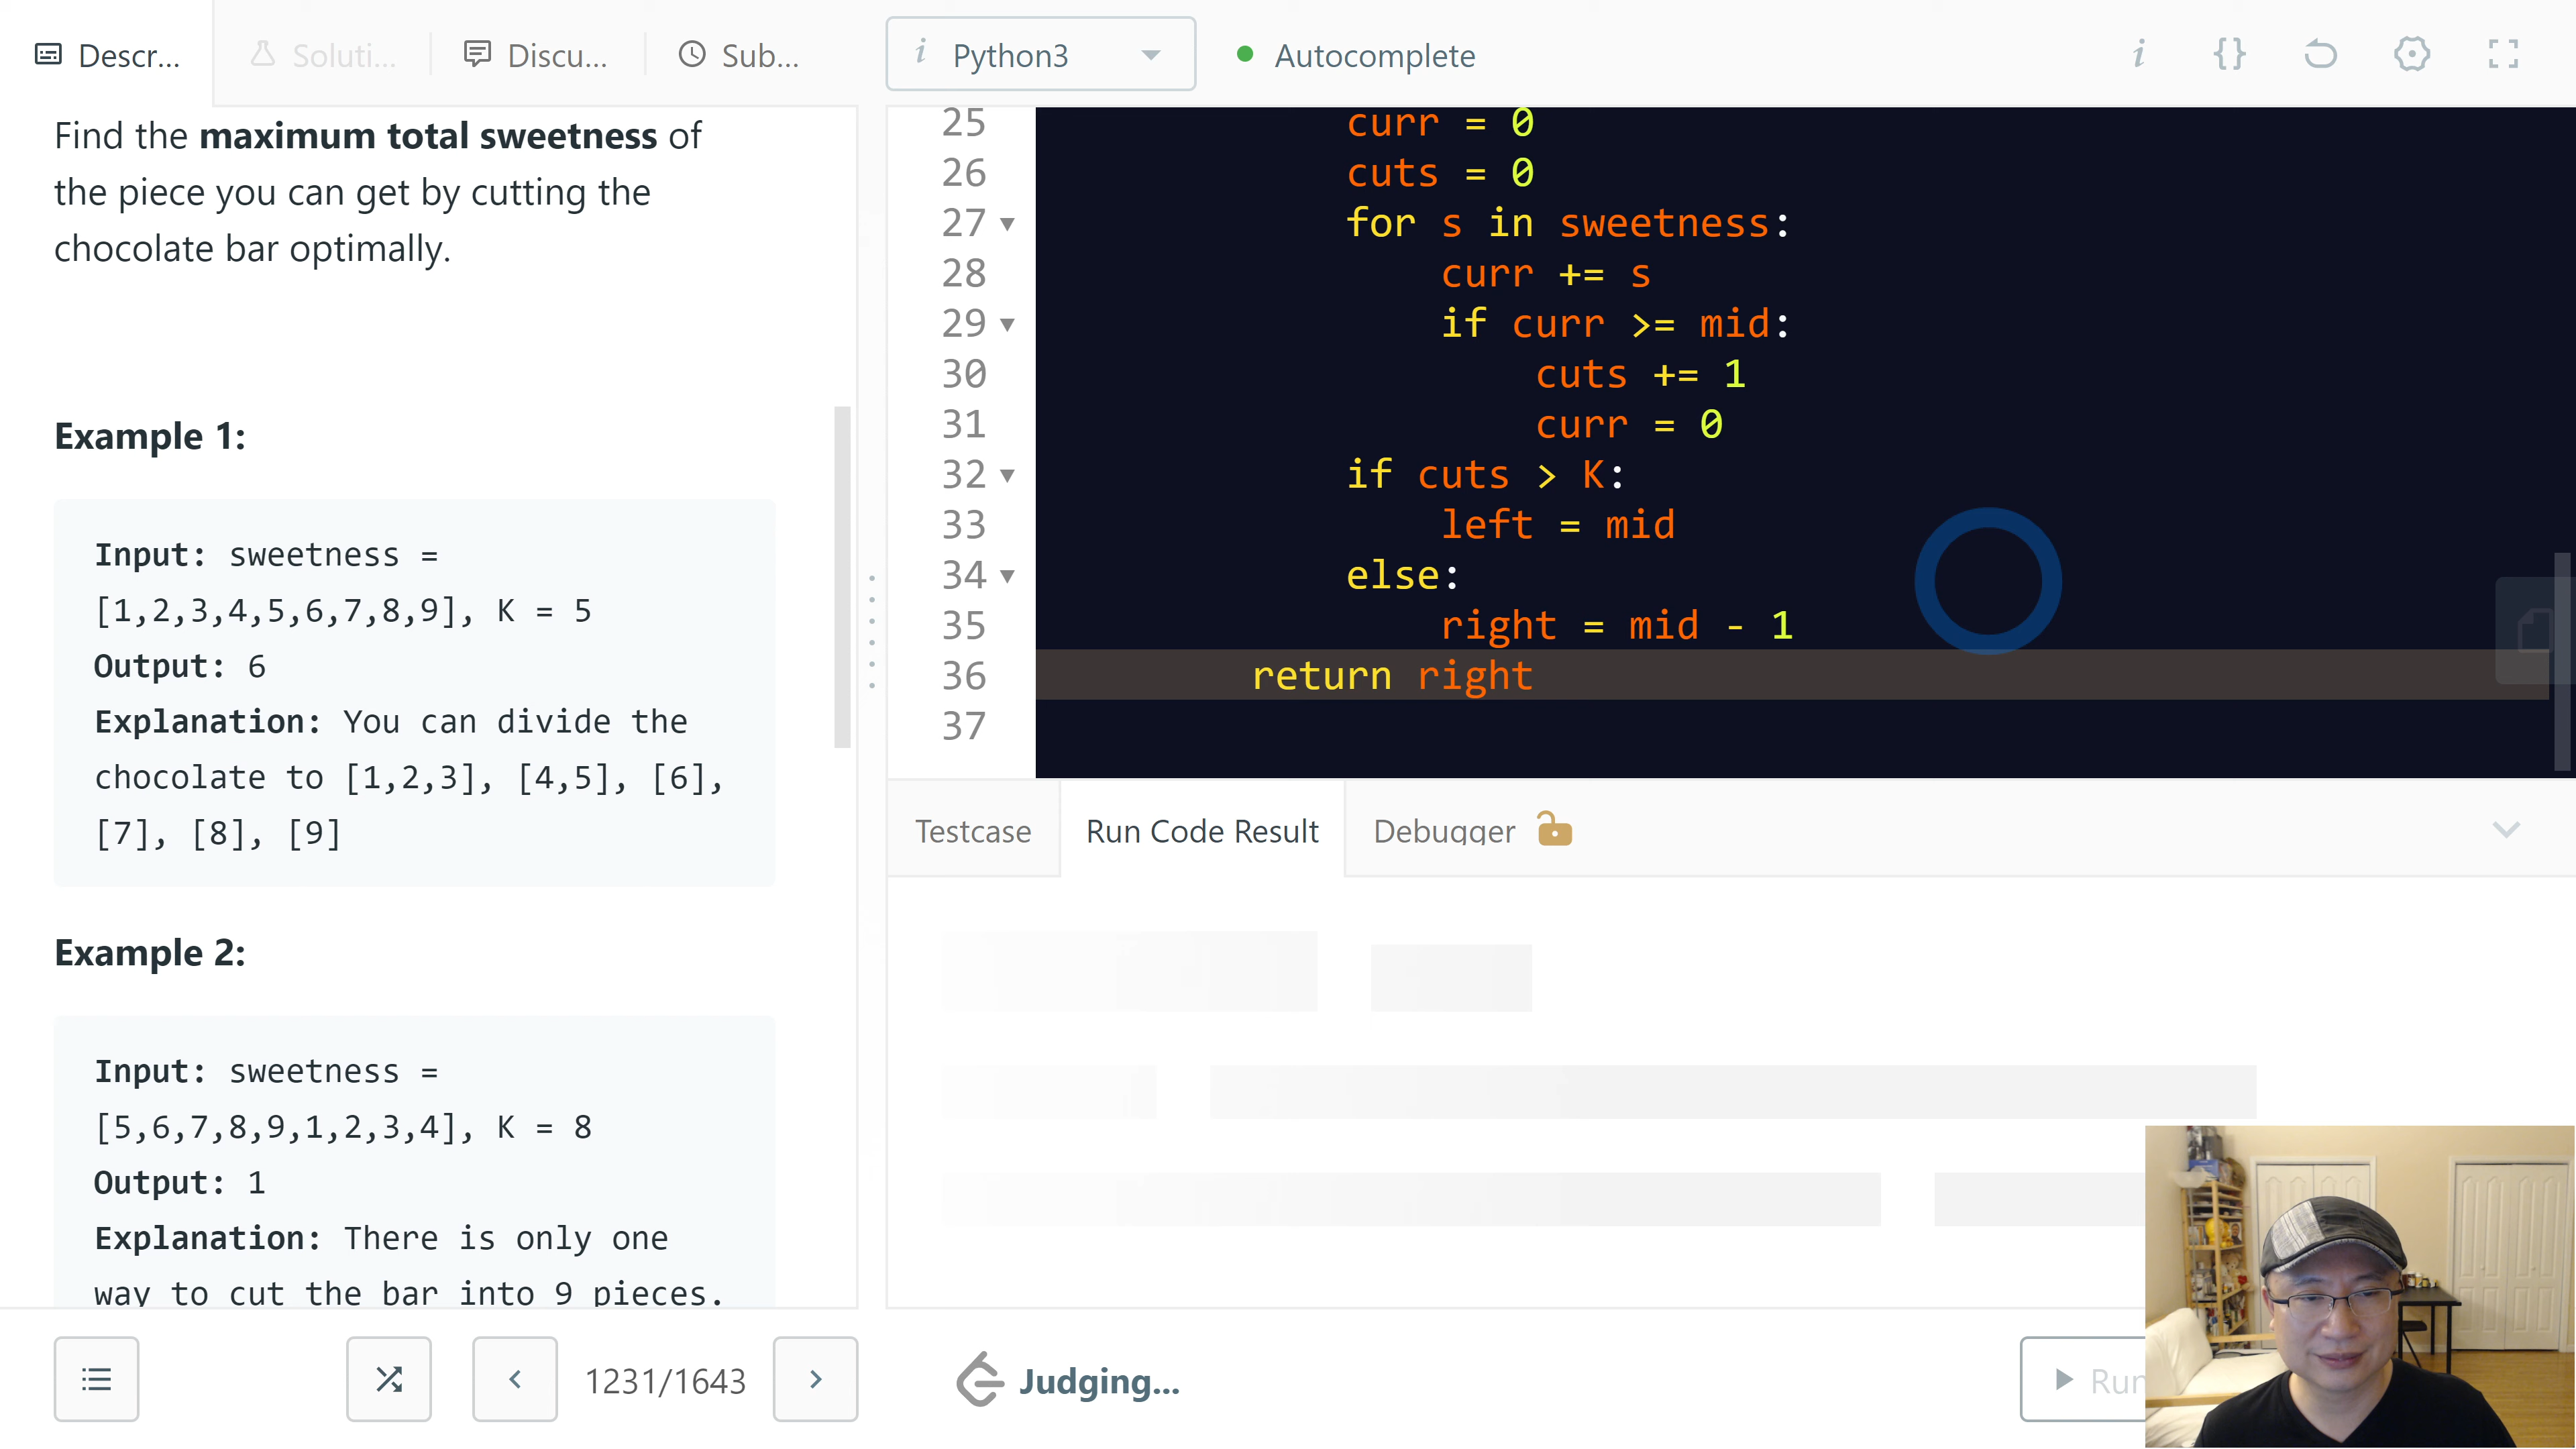 Descr...
Soluti...
Discu...
Sub...
i Python3
Autocomplete
i {}
Find the maximum total sweetness of
the piece you can get by cutting the
chocolate bar optimally.
Example 1:
Input: sweetness =
[1,2,3,4,5,6,7,8,9], K = 5
Output: 6
Explanation: You can divide the
chocolate to [1,2,3], [4,5], [6],
[7], [8], [9]
Example 2:
Input: sweetness =
[5,6,7,8,9,1,2,3,4], K = 8
Output: 1
Explanation: There is only one
way to cut the bar into 9 pieces.
1231/1643
25 curr = 0
26 cuts = 0
27 for s in sweetness:
28 curr += s
29 if curr >= mid:
30 cuts += 1
31 curr = 0
32 if cuts > K:
33 left = mid
34 else:
35 right = mid - 1
36 return right
37
Testcase
Run Code Result
Debugger
Judging...
Run